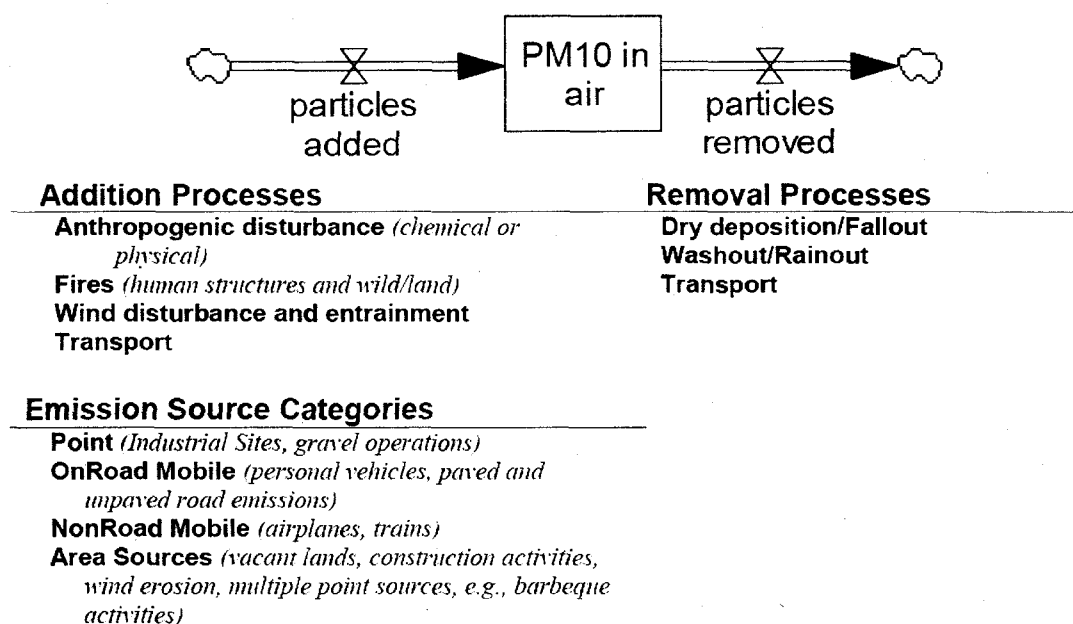 PM10 in
air
particles
added
particles
removed
Addition Processes
Anthropogenic disturbance (chemical or
physical)
Fires (human structures and wild/land)
Wind disturbance and entrainment
Transport
Removal Processes
Dry deposition/Fallout
Washout/Rainout
Transport
Emission Source Categories
Point (Industrial Sites, gravel operations)
OnRoad Mobile (personal vehicles, paved and
unpaved road emissions)
NonRoad Mobile (airplanes, trains)
Area Sources (vacant lands, construction activities,
wind erosion, multiple point sources, e.g., barbeque
activities)